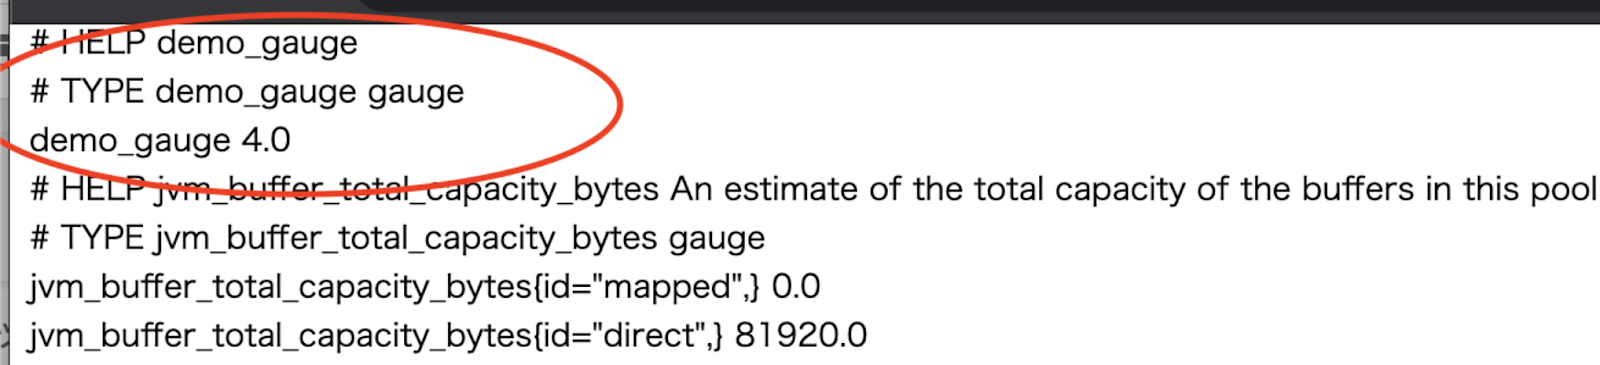 # HELP demo_gauge
# TYPE demo_gauge gauge
demo_gauge 4.0
# HELP jvm_buffer_total_capacity_bytes An estimate of the total capacity of the buffers in this pool
# TYPE jvm_buffer_total_capacity_bytes gauge
jvm_buffer_total_capacity_bytes{id="mapped",} 0.0
jvm_buffer_total_capacity_bytes{id="direct",} 81920.0